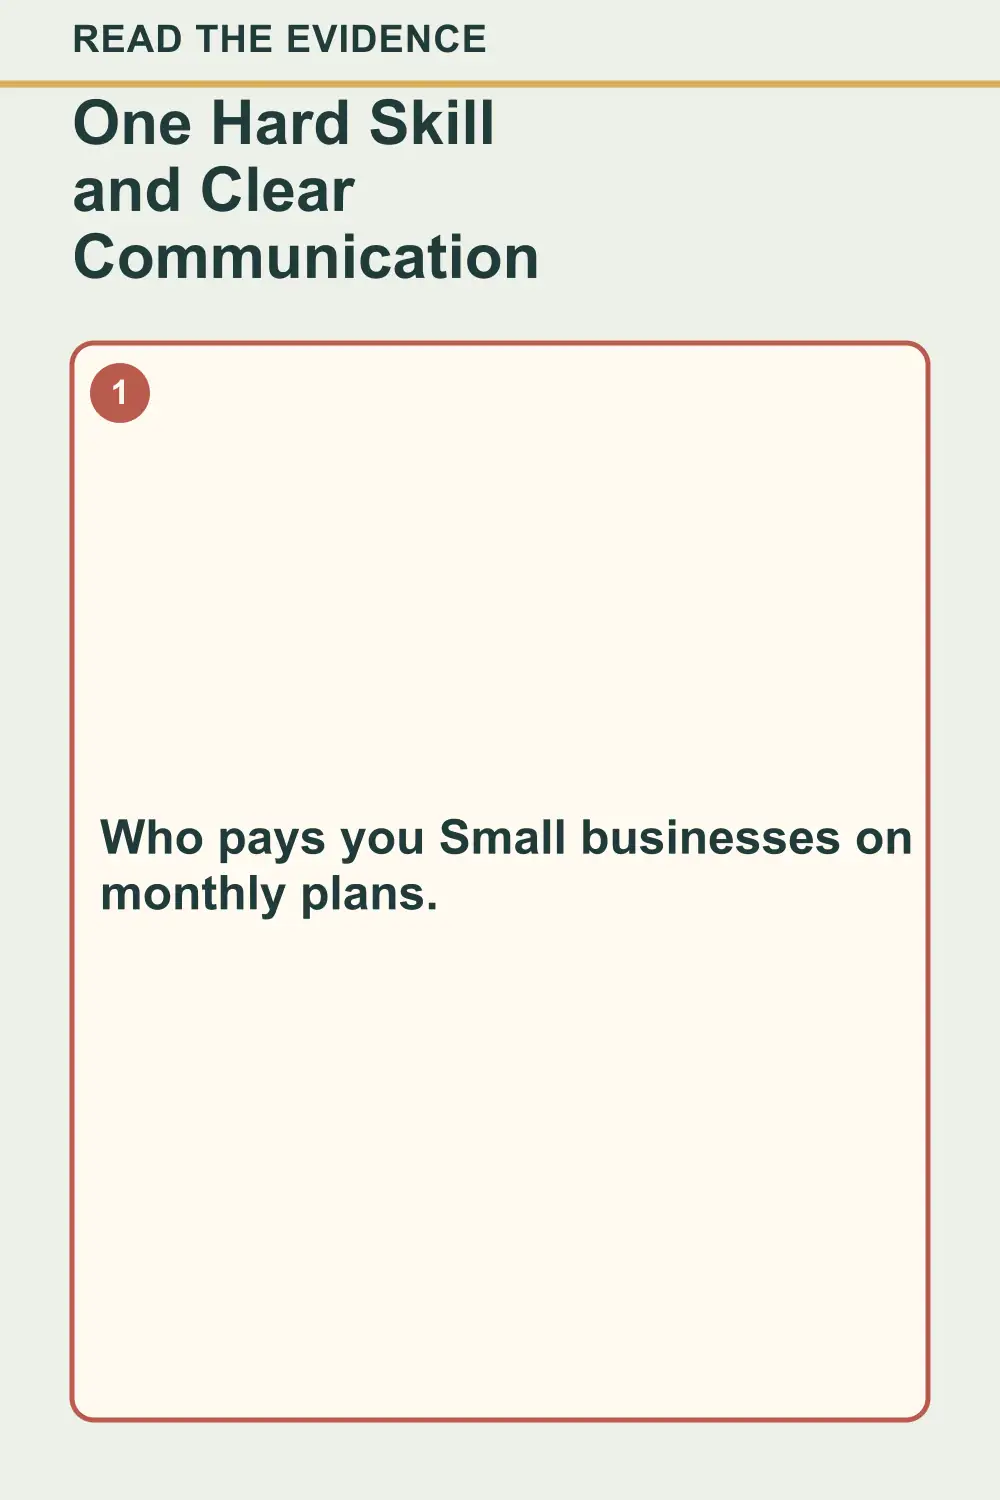 READ THE EVIDENCE
One Hard Skill
and Clear
Communication
1
Who pays you Small businesses on
monthly plans.